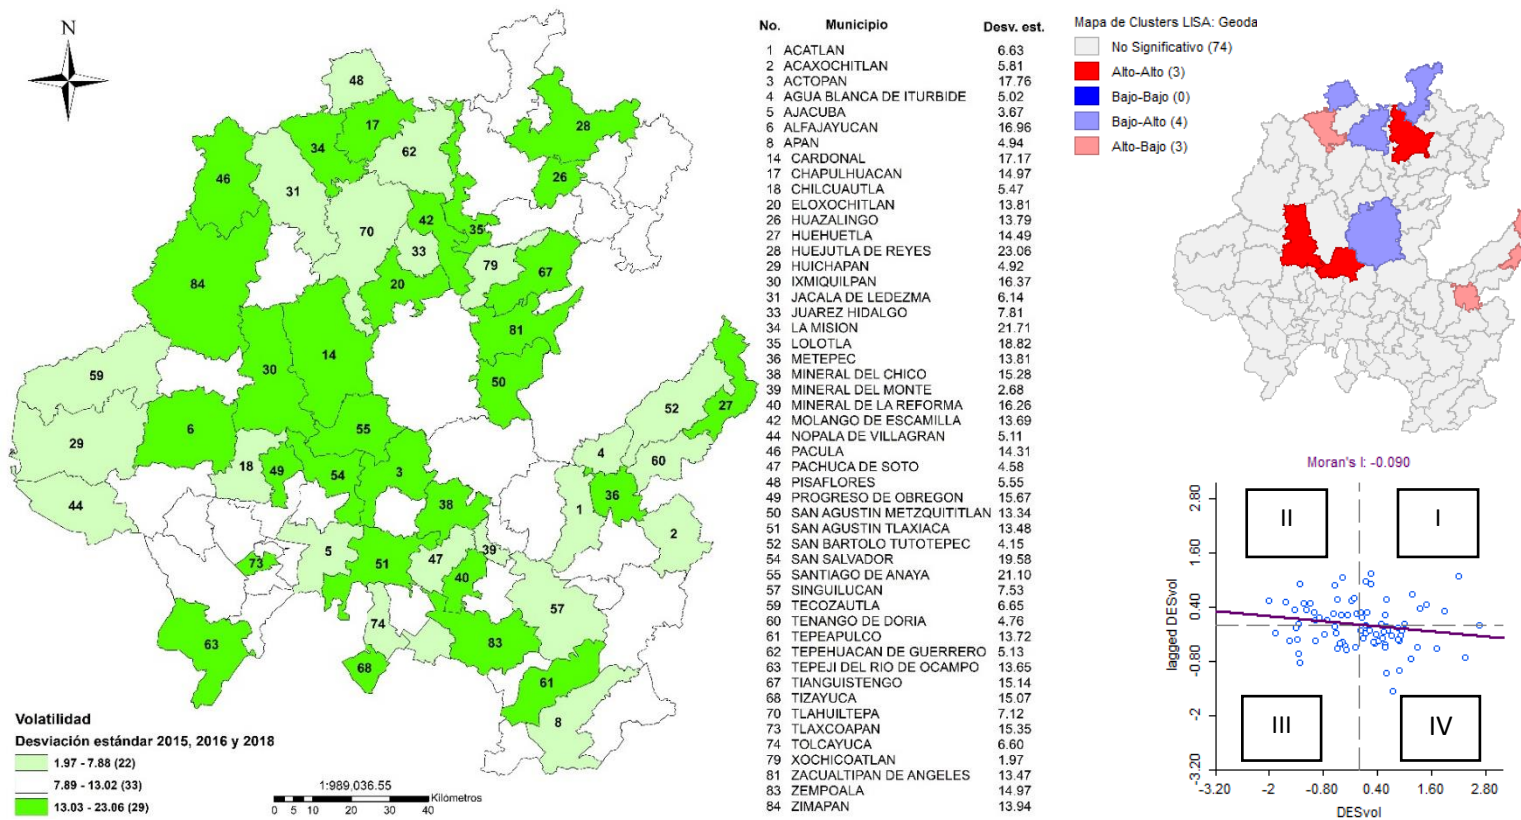 N
48
17
28
34
62
46
26
31
42
70
35
33
79
67
20
84
81
14
30
50
59
52
27
6
55
29
4
18
49
54
3
60
36
44
38
1
2
5
73
51
47
39
40
57
74
63
83
68
61
8
Volatilidad
Desviación estándar 2015, 2016 y 2018
1.97 - 7.88 (22)
7.89 - 13.02 (33)
13.03 - 23.06 (29)
1:989,036.55
Kilómetros
0 5 10 20 30 40
No. Municipio Desv. est.
1 ACATLAN 6.63
2 ACAXOCHITLAN 5.81
3 ACTOPAN 17.76
4 AGUA BLANCA DE ITURBIDE 5.02
5 AJACUBA 3.67
6 ALFAJAYUCAN 16.96
8 APAN 4.94
14 CARDONAL 17.17
17 CHAPULHUACAN 14.97
18 CHILCUAUTLA 5.47
20 ELOXOCHITLAN 13.81
26 HUAZALINGO 13.79
27 HUEHUETLA 14.49
28 HUEJUTLA DE REYES 23.06
29 HUICHAPAN 4.92
30 IXMIQUILPAN 16.37
31 JACALA DE LEDEZMA 6.14
33 JUAREZ HIDALGO 7.81
34 LA MISION 21.71
35 LOLOTLA 18.82
36 METEPEC 13.81
38 MINERAL DEL CHICO 15.28
39 MINERAL DEL MONTE 2.68
40 MINERAL DE LA REFORMA 16.26
42 MOLANGO DE ESCAMILLA 13.69
44 NOPALA DE VILLAGRAN 5.11
46 PACULA 14.31
47 PACHUCA DE SOTO 4.58
48 PISAFLORES 5.55
49 PROGRESO DE OBREGON 15.67
50 SAN AGUSTIN METZQUITITLAN 13.34
51 SAN AGUSTIN TLAXIACA 13.48
52 SAN BARTOLO TUTOTEPEC 4.15
54 SAN SALVADOR 19.58
55 SANTIAGO DE ANAYA 21.10
57 SINGUILUCAN 7.53
59 TECOZAUTLA 6.65
60 TENANGO DE DORIA 4.76
61 TEPEAPULCO 13.72
62 TEPEHUACAN DE GUERRERO 5.13
63 TEPEJI DEL RIO DE OCAMPO 13.65
67 TIANGUISTENGO 15.14
68 TIZAYUCA 15.07
70 TLAHUILTEPA 7.12
73 TLAXCOAPAN 15.35
74 TOLCAYUCA 6.60
79 XOCHICOATLAN 1.97
81 ZACUALTIPAN DE ANGELES 13.47
83 ZEMPOALA 14.97
84 ZIMAPAN 13.94
Mapa de Clusters LISA: Geoda
No Significativo (74)
Alto-Alto (3)
Bajo-Bajo (0)
Bajo-Alto (4)
Alto-Bajo (3)
Moran's I: -0.090
II
I
III
IV
lagged DESvol
2.80
1.60
0.40
-0.80
-2
-3.20
-3.20 -2 -0.80 0.40 1.60 2.80
DESvol